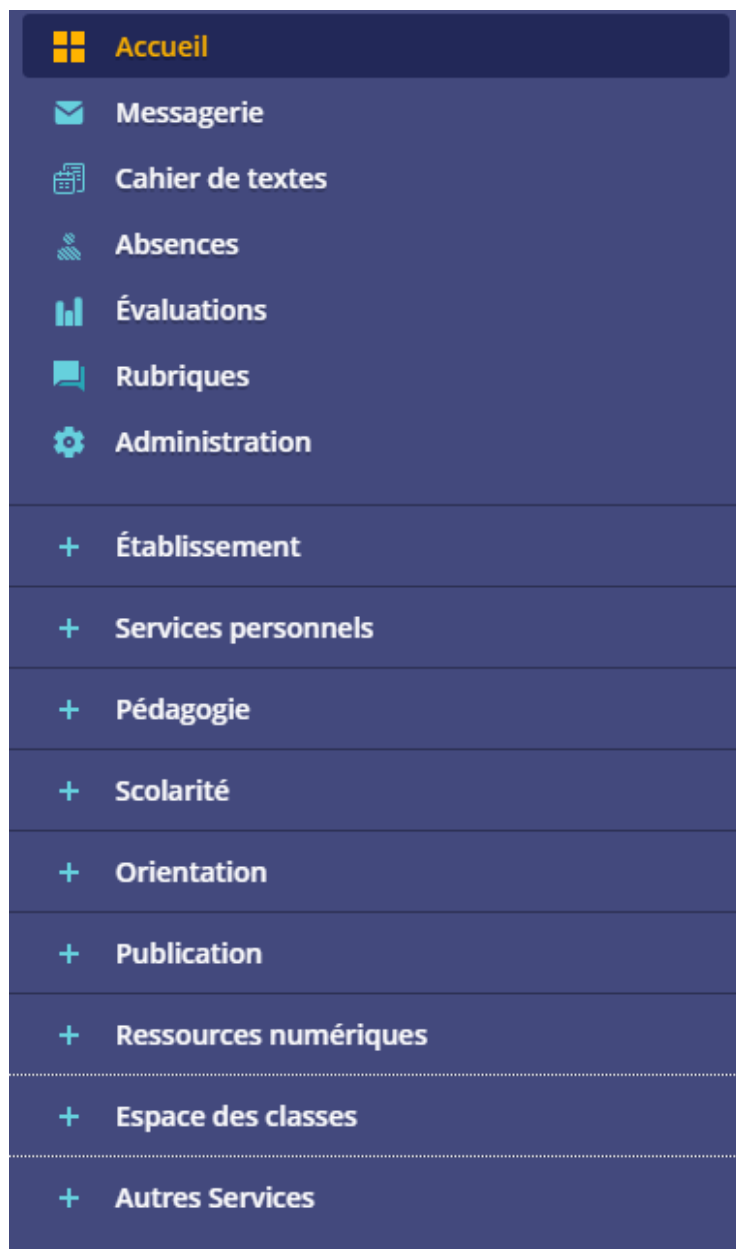 Accueil
Messagerie
Cahier de textes
Absences
Évaluations
Rubriques
Administration
+ Établissement
+ Services personnels
+ Pédagogie
+ Scolarité
+ Orientation
+ Publication
+ Ressources numériques
+ Espace des classes
+ Autres Services